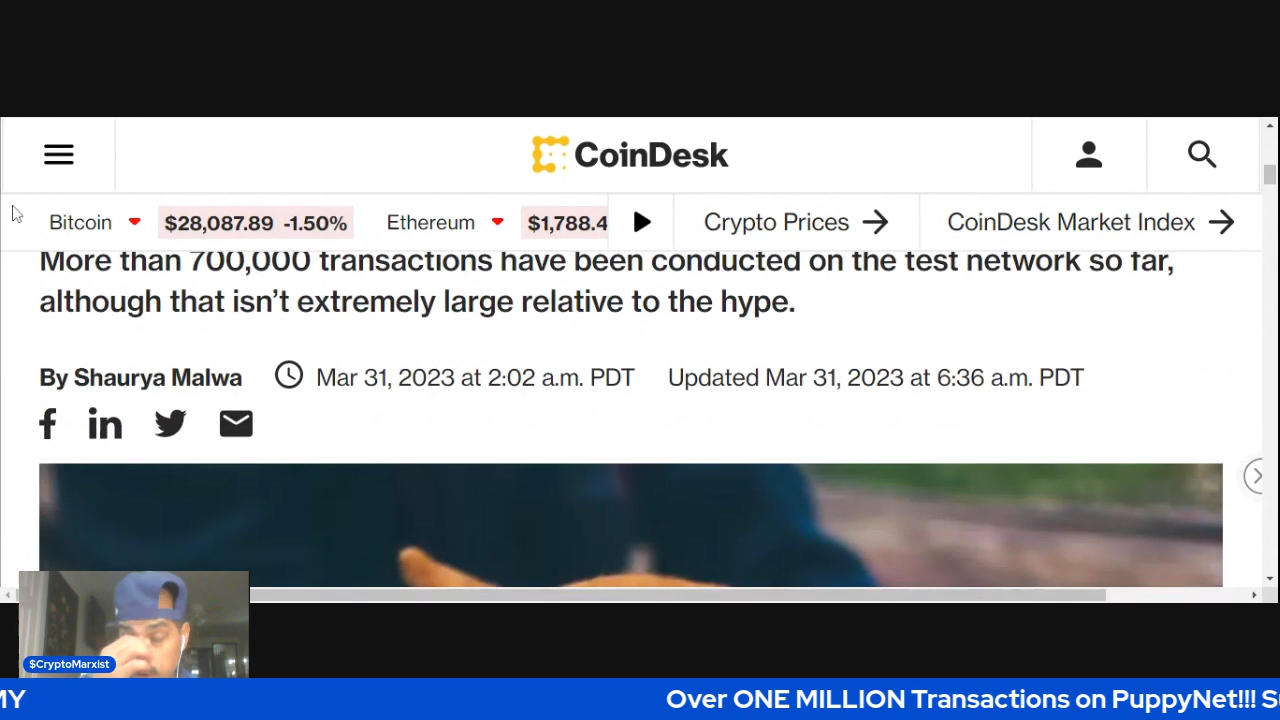 CoinDesk
Bitcoin $28,087.89 -1.50% Ethereum $1,788.4 Crypto Prices CoinDesk Market Index
More than 700,000 transactions have been conducted on the test network so far,
although that isn't extremely large relative to the hype.
By Shaurya Malwa Mar 31, 2023 at 2:02 a.m. PDT Updated Mar 31, 2023 at 6:36 a.m. PDT
$CryptoMarxist
MY Over ONE MILLION Transactions on PuppyNet!!!